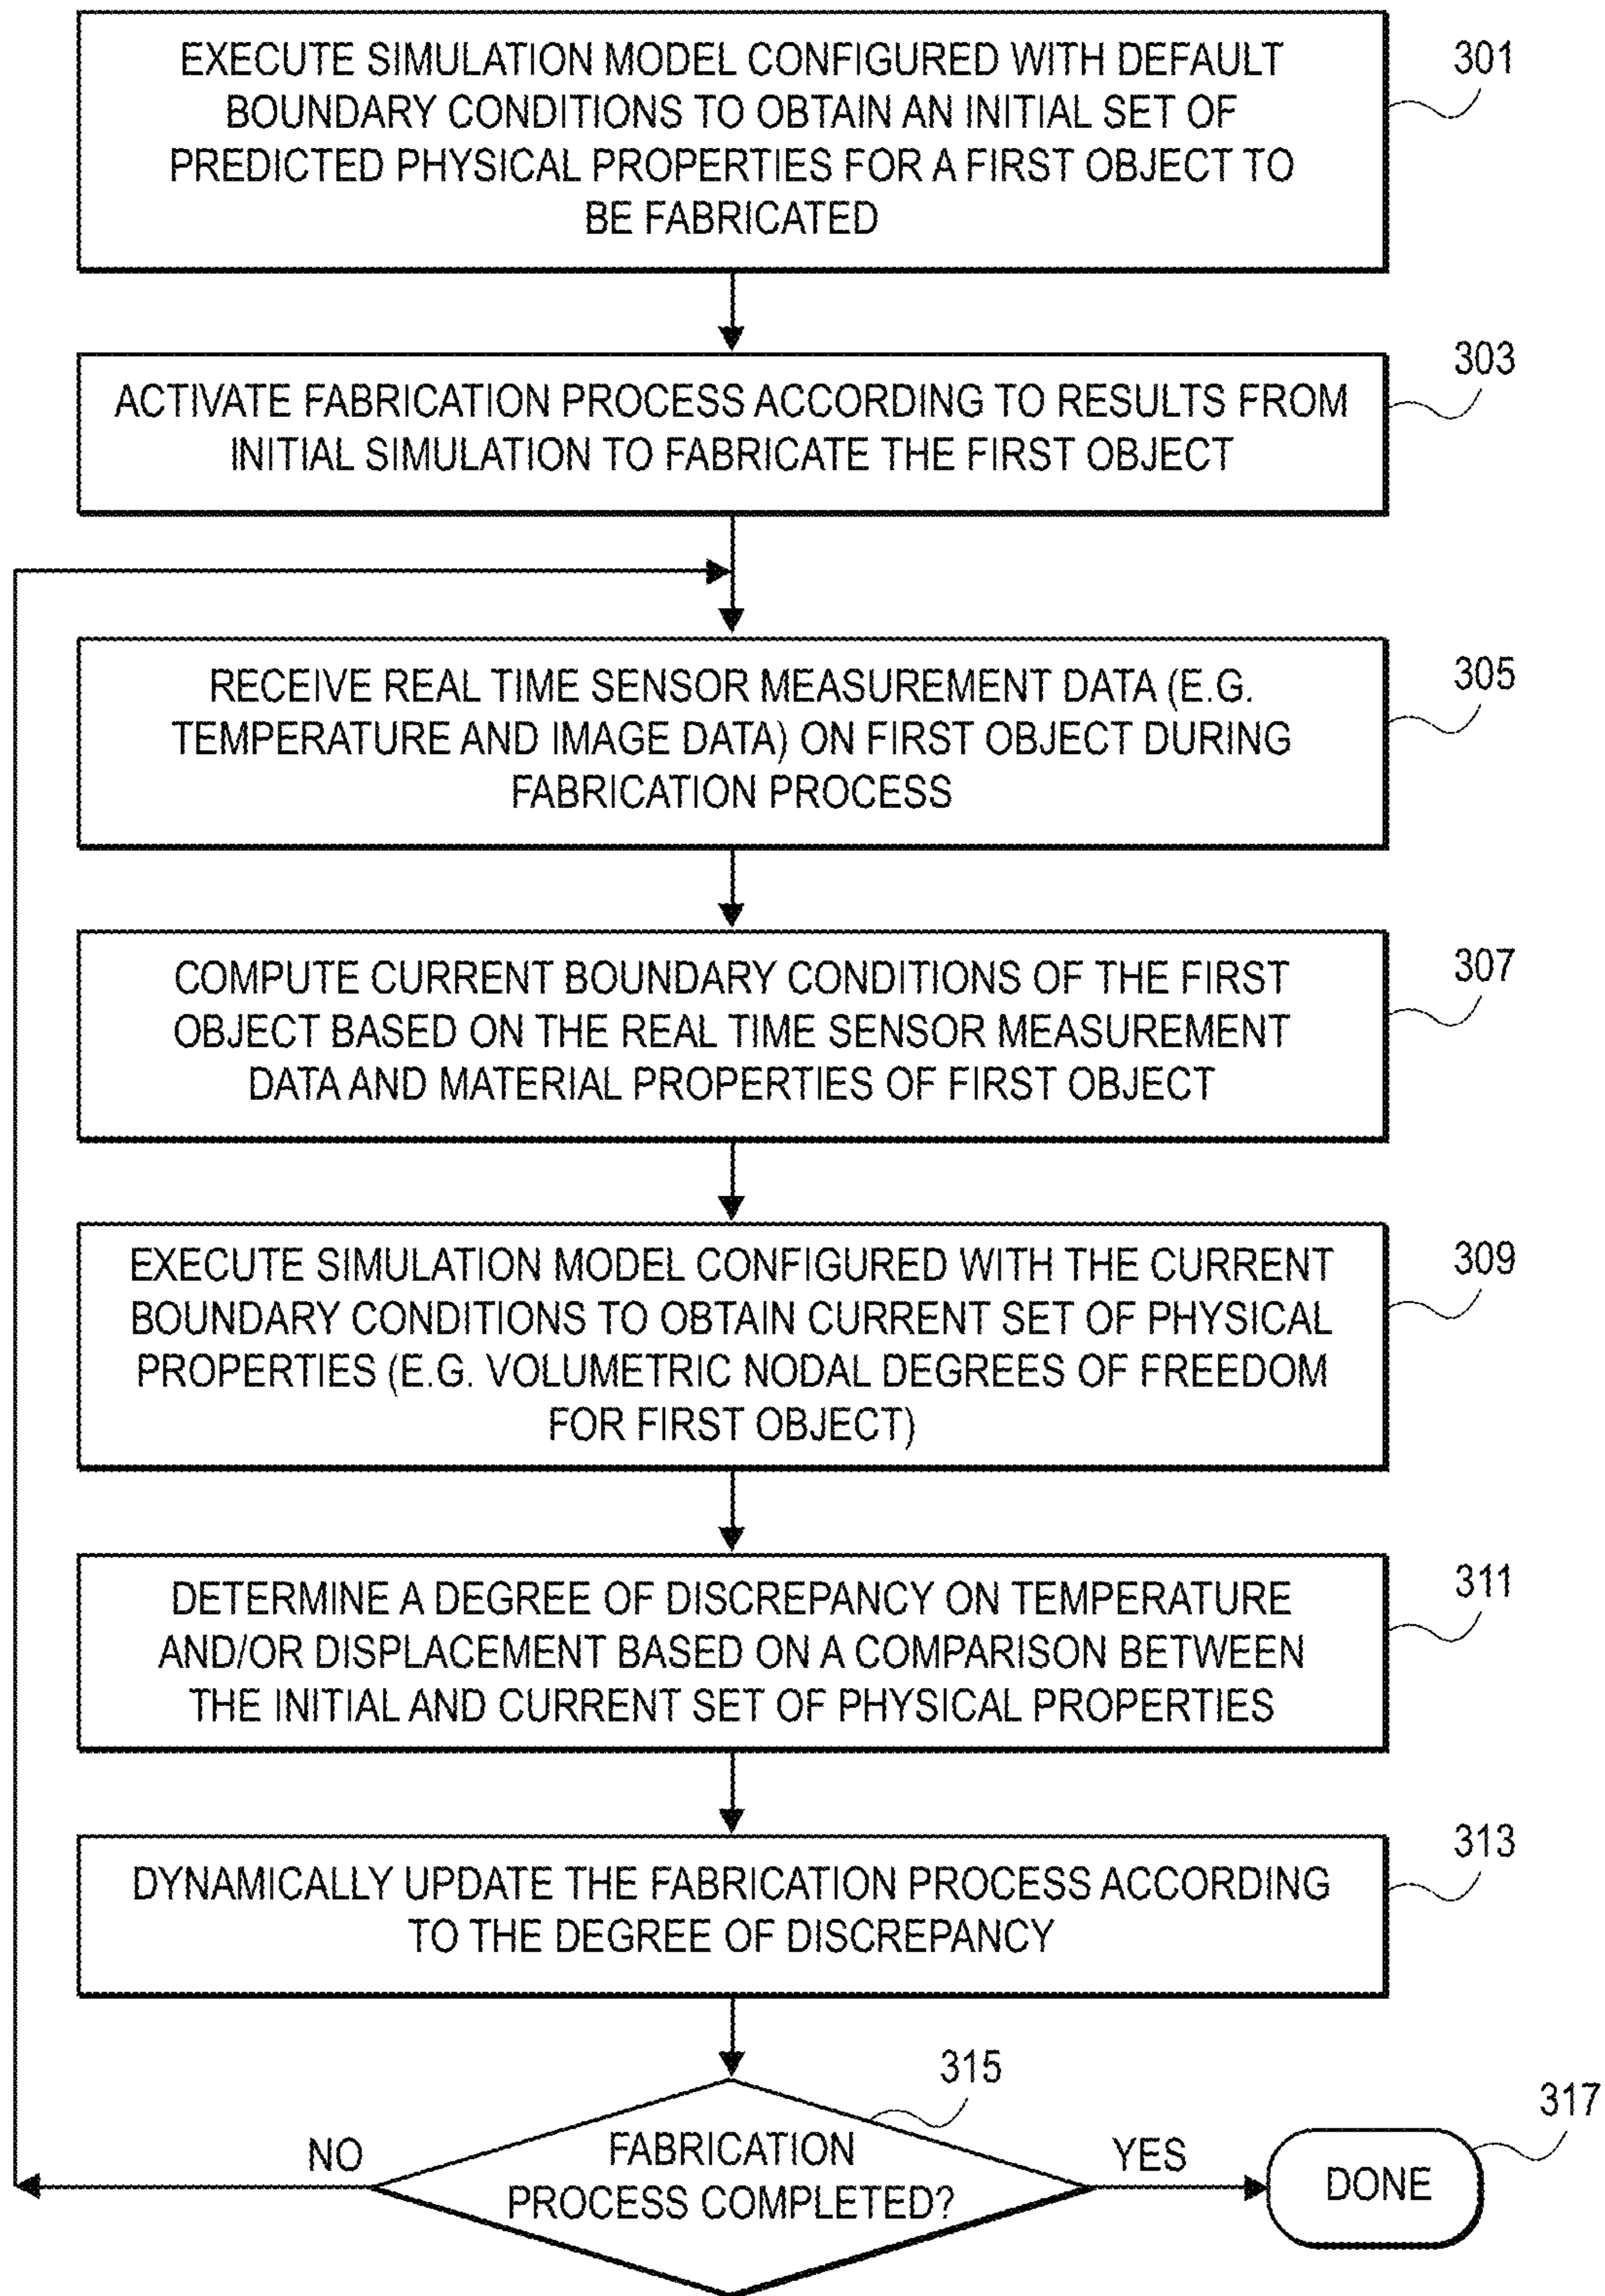 EXECUTE SIMULATION MODEL CONFIGURED WITH DEFAULT
BOUNDARY CONDITIONS TO OBTAIN AN INITIAL SET OF
PREDICTED PHYSICAL PROPERTIES FOR A FIRST OBJECT TO
BE FABRICATED
301
ACTIVATE FABRICATION PROCESS ACCORDING TO RESULTS FROM
INITIAL SIMULATION TO FABRICATE THE FIRST OBJECT
303
RECEIVE REAL TIME SENSOR MEASUREMENT DATA (E.G.
TEMPERATURE AND IMAGE DATA) ON FIRST OBJECT DURING
FABRICATION PROCESS
305
COMPUTE CURRENT BOUNDARY CONDITIONS OF THE FIRST
OBJECT BASED ON THE REAL TIME SENSOR MEASUREMENT
DATA AND MATERIAL PROPERTIES OF FIRST OBJECT
307
EXECUTE SIMULATION MODEL CONFIGURED WITH THE CURRENT
BOUNDARY CONDITIONS TO OBTAIN CURRENT SET OF PHYSICAL
PROPERTIES (E.G. VOLUMETRIC NODAL DEGREES OF FREEDOM
FOR FIRST OBJECT)
309
DETERMINE A DEGREE OF DISCREPANCY ON TEMPERATURE
AND/OR DISPLACEMENT BASED ON A COMPARISON BETWEEN
THE INITIAL AND CURRENT SET OF PHYSICAL PROPERTIES
311
DYNAMICALLY UPDATE THE FABRICATION PROCESS ACCORDING
TO THE DEGREE OF DISCREPANCY
313
315
NO
FABRICATION
PROCESS COMPLETED?
YES
DONE
317